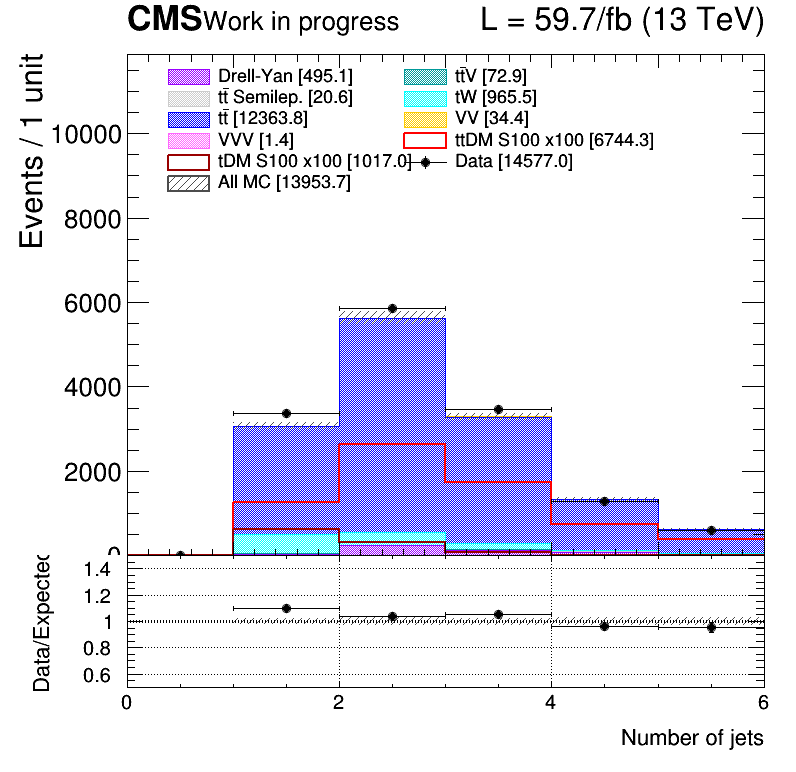 CMS Work in progress L = 59.7/fb (13 TeV)
Events / 1 unit
Drell-Yan [495.1]
tt̄V [72.9]
tt̄ Semilep. [20.6]
tW [965.5]
tt̄ [12363.8]
VV [34.4]
VVV [1.4]
ttDM S100 x100 [6744.3]
tDM S100 x100 [1017.0]
Data [14577.0]
All MC [13953.7]
10000
8000
6000
4000
2000
0
Data/Expected
1.4
1.2
1
0.8
0.6
0 2 4 6
Number of jets